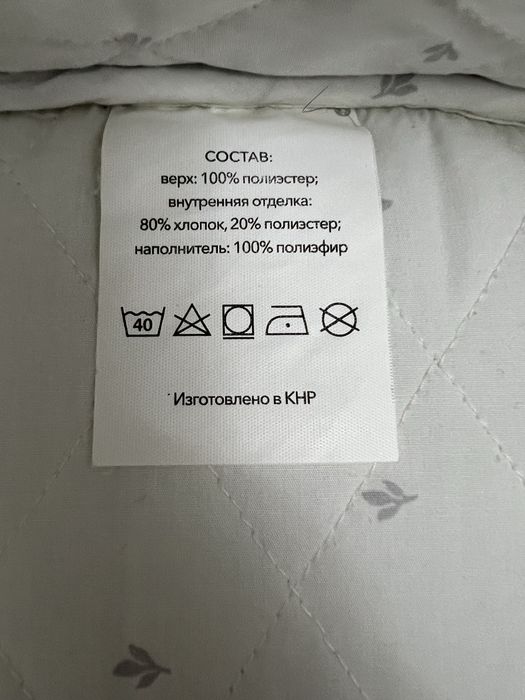 СОСТАВ:
верх: 100% полиэстер;
внутренняя отделка:
80% хлопок, 20% полиэстер;
наполнитель: 100% полиэфир
40
Изготовлено в КНР